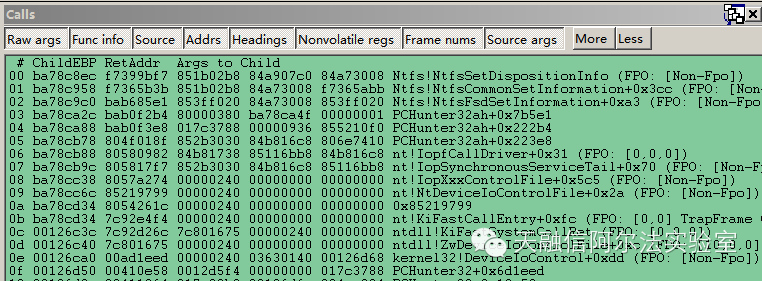 Calls
Raw args Func info Source Addrs Headings Nonvolatile regs Frame nums Source args More Less
# ChildEBP RetAddr Args to Child
00 ba78c8ec f7399bf7 851b02b8 84a907c0 84a73008 Ntfs!NtfsSetDispositionInfo (FPO: [Non-Fpo])
01 ba78c958 f7365b3b 851b02b8 84a73008 f7365abb Ntfs!NtfsCommonSetInformation+0x3cc (FPO: [Non-
02 ba78c9c0 bab685e1 853ff020 84a73008 853ff020 Ntfs!NtfsFsdSetInformation+0xa3 (FPO: [Non-Fpo]
03 ba78ca2c bab0f2b4 80000380 ba78ca4f 00000001 PCHunter32ah+0x7b5e1
04 ba78ca88 bab0f3e8 017c3788 00000936 855210f0 PCHunter32ah+0x222b4
05 ba78cb78 804f018f 852b3030 84b816c8 806e7410 PCHunter32ah+0x223e8
06 ba78cb88 80580982 84b81738 85116bb8 84b816c8 nt!IopfCallDriver+0x31 (FPO: [0,0,0])
07 ba78cb9c 805817f7 852b3030 84b816c8 85116bb8 nt!IopSynchronousServiceTail+0x70 (FPO: [Non-Fp
08 ba78cc38 8057a274 00000240 00000000 00000000 nt!IopXxxControlFile+0x5c5 (FPO: [Non-Fpo])
09 ba78cc6c 85219799 00000240 00000000 00000000 nt!NtDeviceIoControlFile+0x2a (FPO: [Non-Fpo])
0a ba78cd34 8054261c 00000240 00000000 00000000 0x85219799
0b ba78cd34 7c92e4f4 00000240 00000000 00000000 nt!KiFastCallEntry+0xfc (FPO: [0,0] TrapFrame
0c 00126c3c 7c92d26c 7c801675 00000240 00000000 ntdll!KiFastSystemCallRet
0d 00126c40 7c801675 00000240 00000000 00000000
0e 00126ca0 00ad1eed 00000240 03630140 00126d68 kernel32!DeviceIoControl+0xdd
0f 00126d50 00410e58 0012d5f4 00000000 017c3788 PCHunter32+0x6d1eed
天融信阿尔法实验室